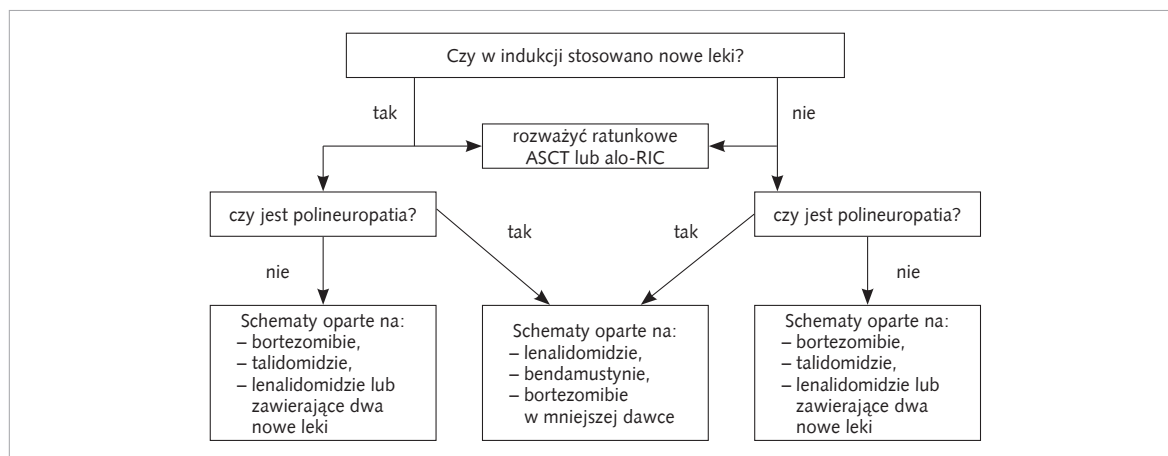 Czy w indukcji stosowano nowe leki?
tak
nie
rozważyć ratunkowe
ASCT lub alo-RIC
czy jest polineuropatia?
czy jest polineuropatia?
tak
tak
nie
nie
Schematy oparte na:
– bortezomibie,
– talidomidzie,
– lenalidomidzie lub
zawierające dwa
nowe leki
Schematy oparte na:
– lenalidomidzie,
– bendamustynie,
– bortezomibie
w mniejszej dawce
Schematy oparte na:
– bortezomibie,
– talidomidzie,
– lenalidomidzie lub
zawierające dwa
nowe leki